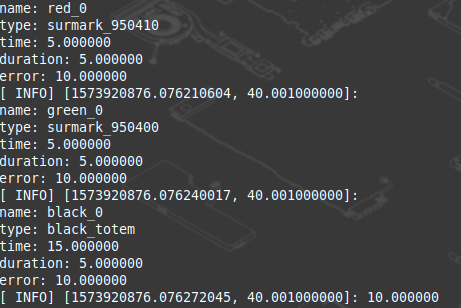 name: red_0
type: surmark_950410
time: 5.000000
duration: 5.000000
error: 10.000000
[ INFO] [1573920876.076210604, 40.001000000]:
name: green_0
type: surmark_950400
time: 5.000000
duration: 5.000000
error: 10.000000
[ INFO] [1573920876.076240017, 40.001000000]:
name: black_0
type: black_totem
time: 15.000000
duration: 5.000000
error: 10.000000
[ INFO] [1573920876.076272045, 40.001000000]: 10.000000